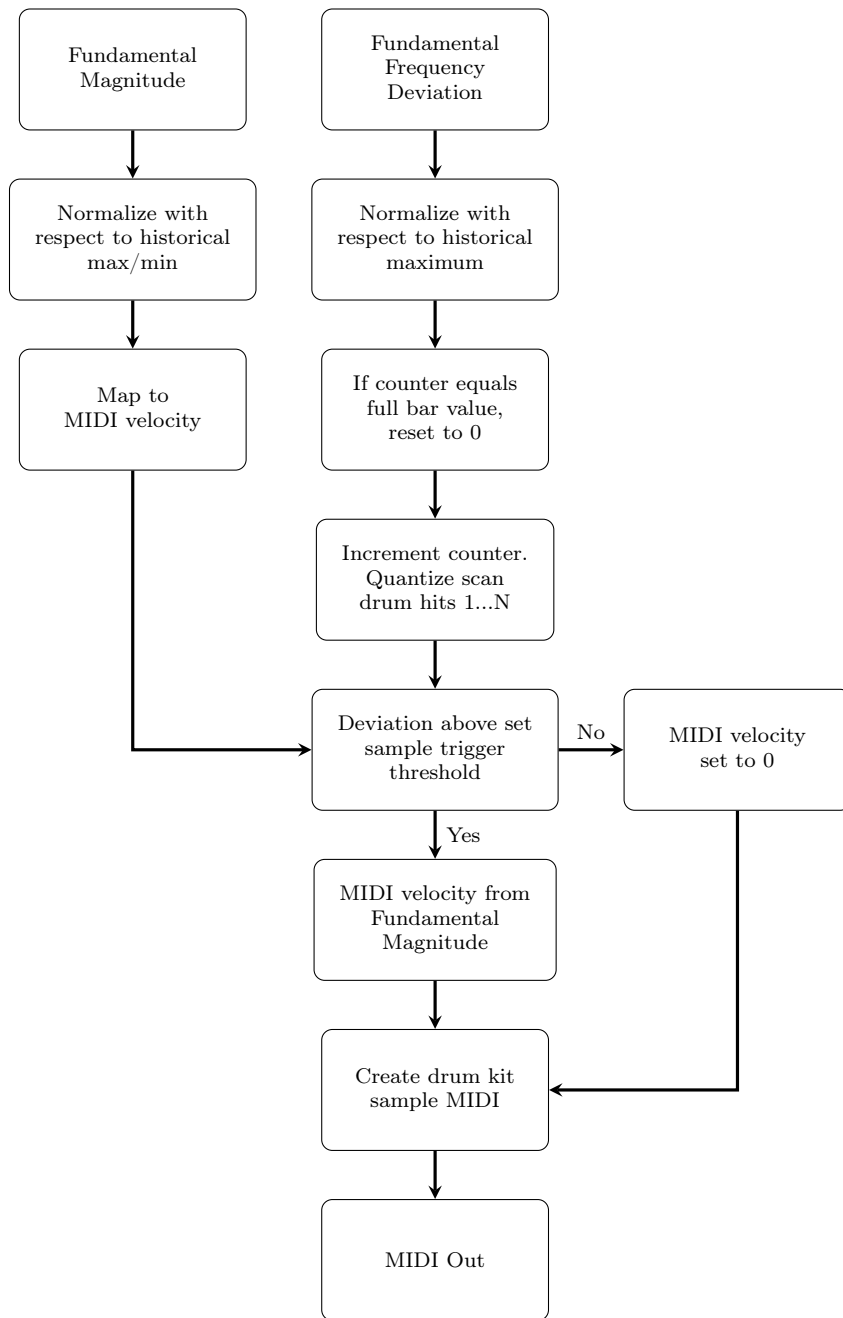 Fundamental
Magnitude
Fundamental
Frequency
Deviation
Normalize with
respect to historical
max/min
Normalize with
respect to historical
maximum
Map to
MIDI velocity
If counter equals
full bar value,
reset to 0
Increment counter.
Quantize scan
drum hits 1...N
Deviation above set
sample trigger
threshold
No
MIDI velocity
set to 0
Yes
MIDI velocity from
Fundamental
Magnitude
Create drum kit
sample MIDI
MIDI Out